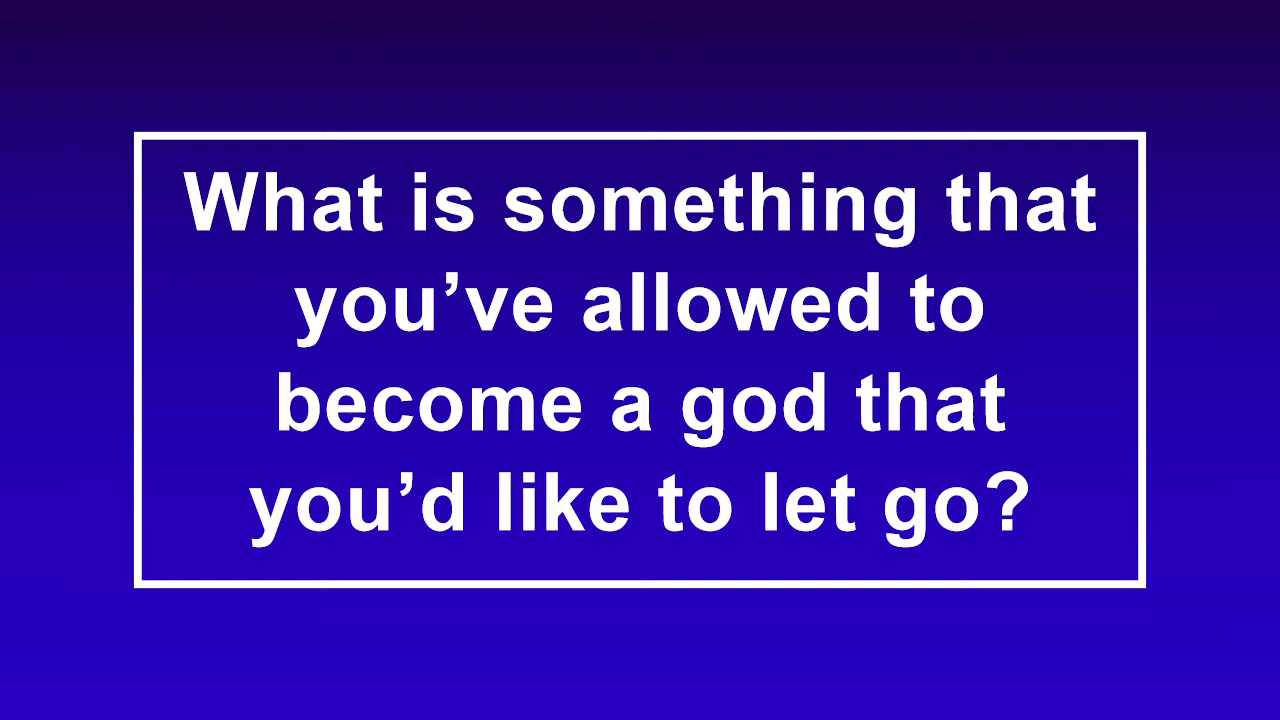 What is something that
you’ve allowed to
become a god that
you’d like to let go?